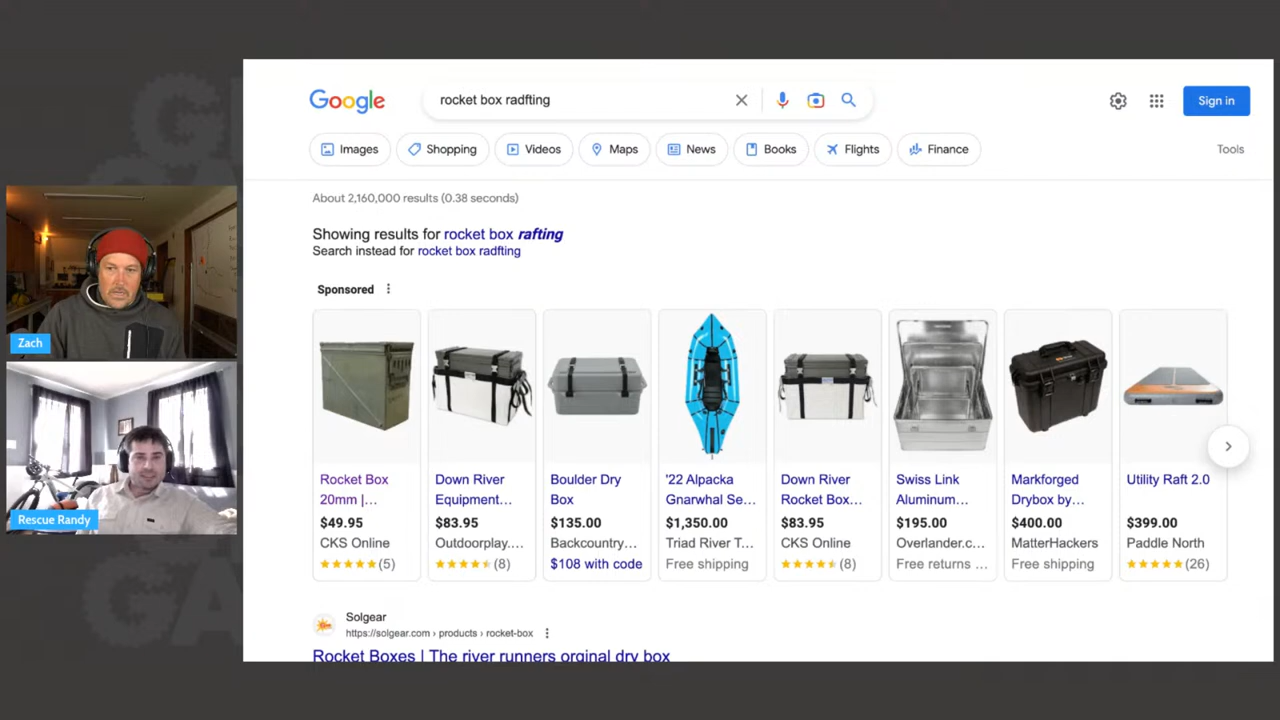 Google
rocket box radfting
Sign in
Images
Shopping
Videos
Maps
News
Books
Flights
Finance
Tools
About 2,160,000 results (0.38 seconds)
Showing results for rocket box rafting
Search instead for rocket box radfting
Sponsored
Rocket Box
20mm |...
$49.95
CKS Online
(5)
Down River
Equipment...
$83.95
Outdoorplay....
(8)
Boulder Dry
Box
$135.00
Backcountry...
$108 with code
'22 Alpacka
Gnarwhal Se...
$1,350.00
Triad River T...
Free shipping
Down River
Rocket Box...
$83.95
CKS Online
(8)
Swiss Link
Aluminum...
$195.00
Overlander.c...
Free returns ...
Markforged
Drybox by...
$400.00
MatterHackers
Free shipping
Utility Raft 2.0
$399.00
Paddle North
(26)
Solgear
https://solgear.com › products › rocket-box
Rocket Boxes | The river runners orginal dry box
Zach
Rescue Randy